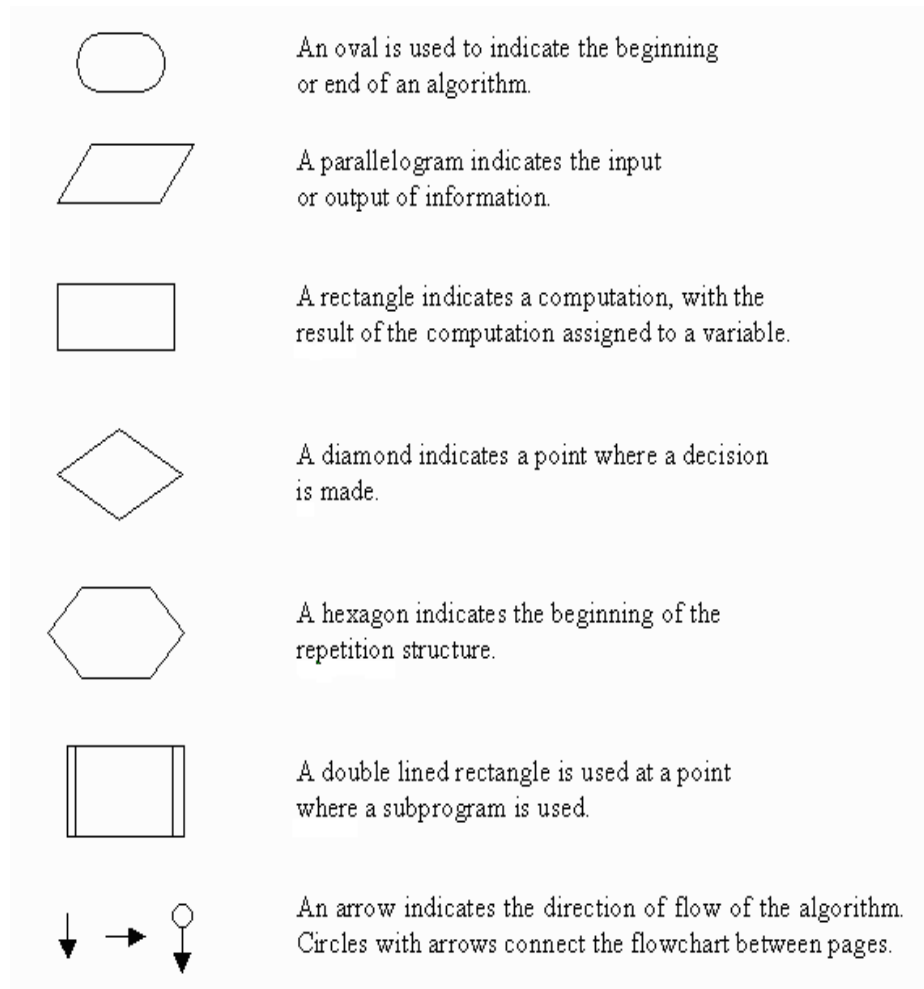 An oval is used to indicate the beginning
or end of an algorithm.
A parallelogram indicates the input
or output of information.
A rectangle indicates a computation, with the
result of the computation assigned to a variable.
A diamond indicates a point where a decision
is made.
A hexagon indicates the beginning of the
repetition structure.
A double lined rectangle is used at a point
where a subprogram is used.
An arrow indicates the direction of flow of the algorithm.
Circles with arrows connect the flowchart between pages.